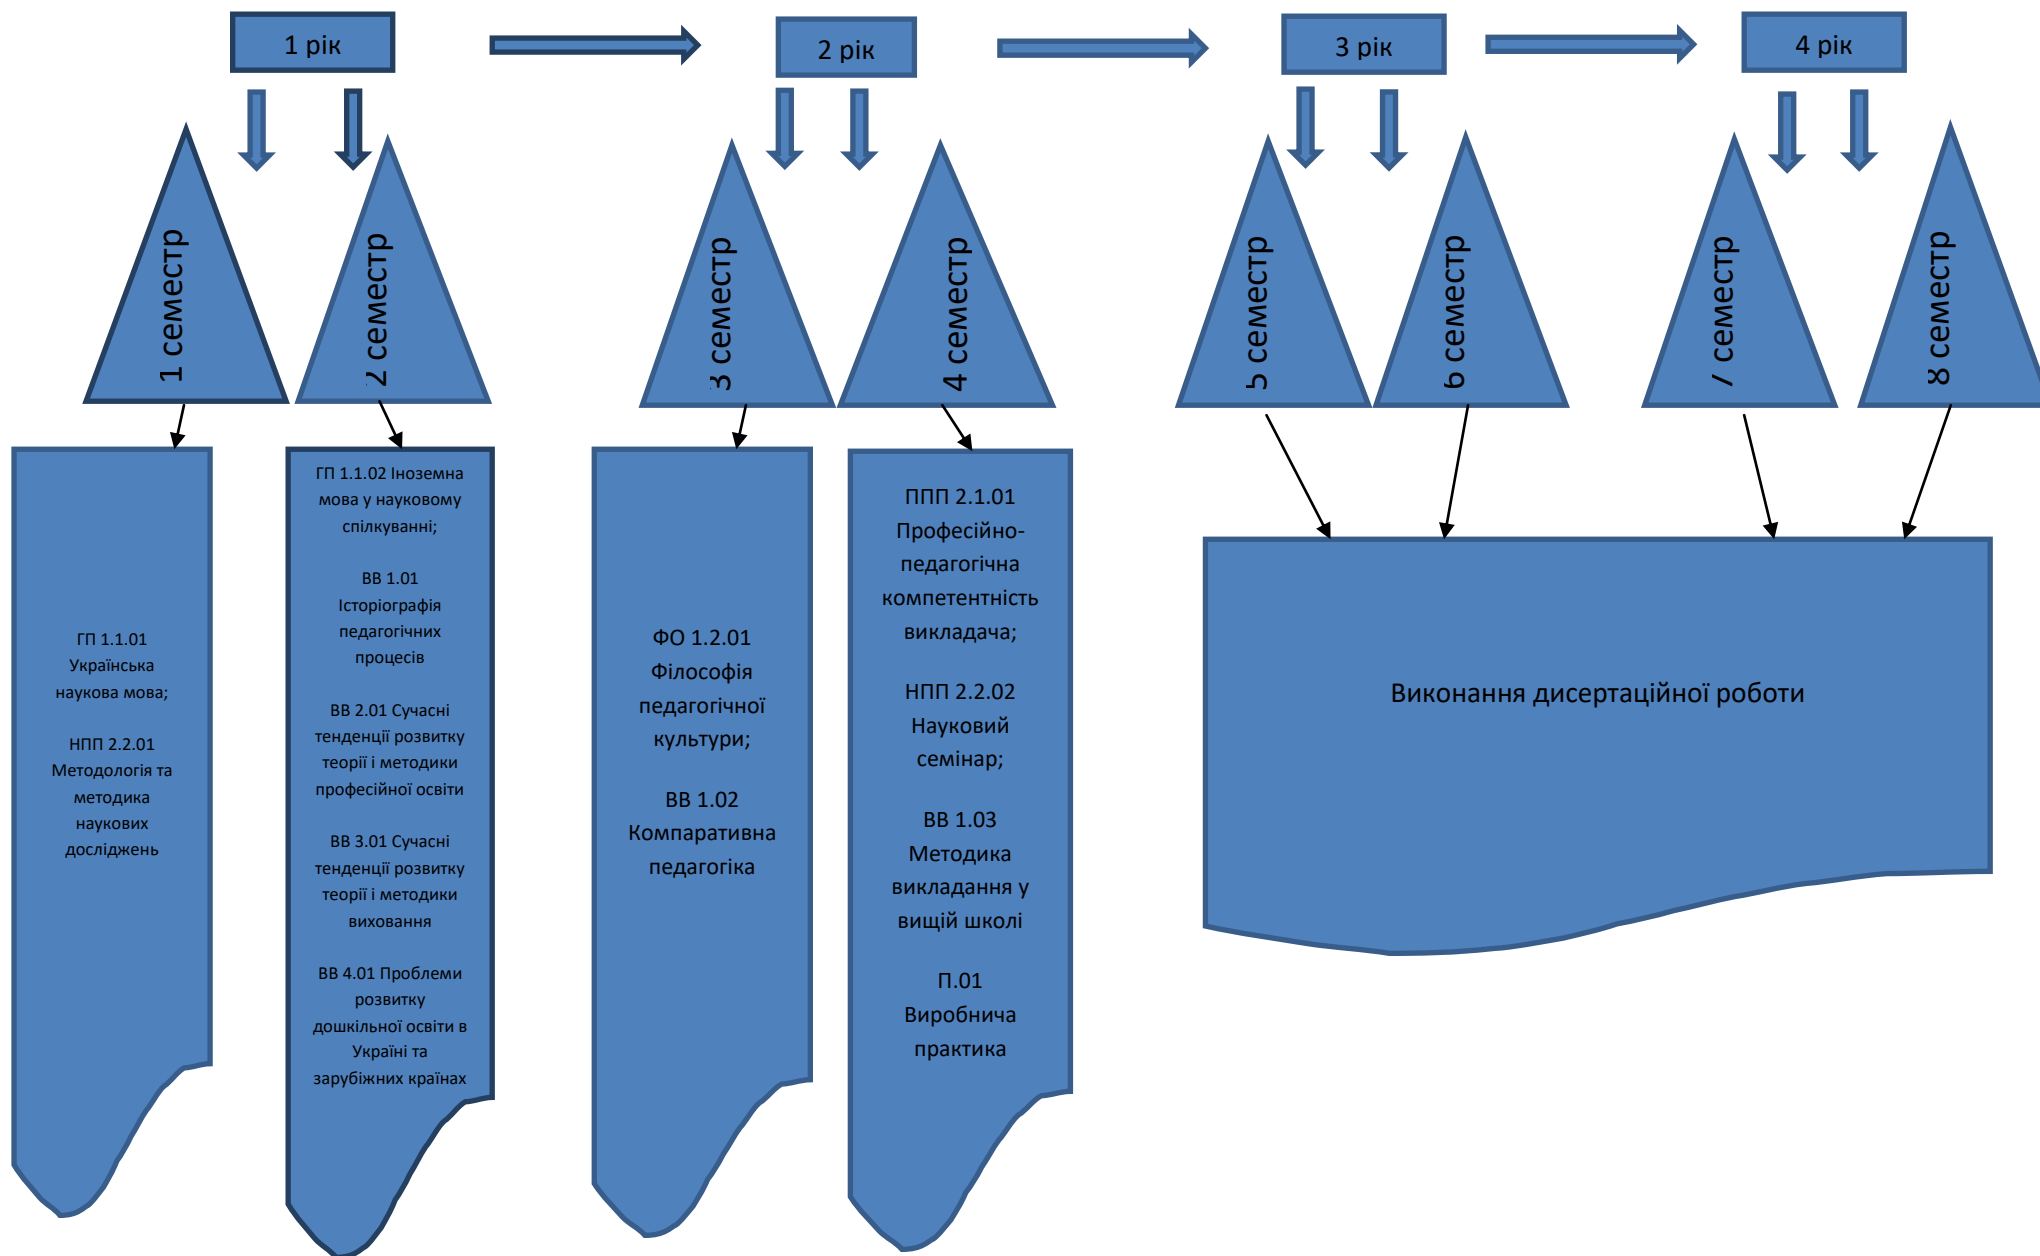 1 рік
2 рік
3 рік
4 рік
1 семестр
2 семестр
3 семестр
4 семестр
5 семестр
6 семестр
7 семестр
8 семестр
ГП 1.1.01
Українська
наукова мова;
НПП 2.2.01
Методологія та
методика
наукових
досліджень
ГП 1.1.02 Іноземна
мова у науковому
спілкуванні;
ВВ 1.01
Історіографія
педагогічних
процесів
ВВ 2.01 Сучасні
тенденції розвитку
теорії і методики
професійної освіти
ВВ 3.01 Сучасні
тенденції розвитку
теорії і методики
виховання
ВВ 4.01 Проблеми
розвитку
дошкільної освіти в
Україні та
зарубіжних країнах
ФО 1.2.01
Філософія
педагогічної
культури;
ВВ 1.02
Компаративна
педагогіка
ППП 2.1.01
Професійно-
педагогічна
компетентність
викладача;
НПП 2.2.02
Науковий
семінар;
ВВ 1.03
Методика
викладання у
вищій школі
П.01
Виробнича
практика
Виконання дисертаційної роботи